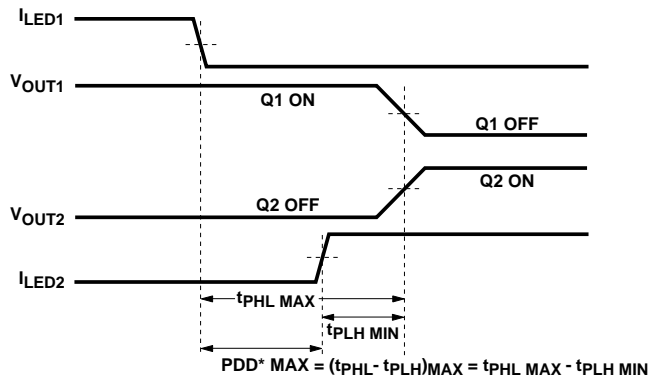 ILED1
VOUT1
Q1 ON
Q1 OFF
Q2 ON
Q2 OFF
VOUT2
ILED2
tPHL MAX
tPLH MIN
PDD* MAX = (tPHL- tPLH)MAX = tPHL MAX - tPLH MIN